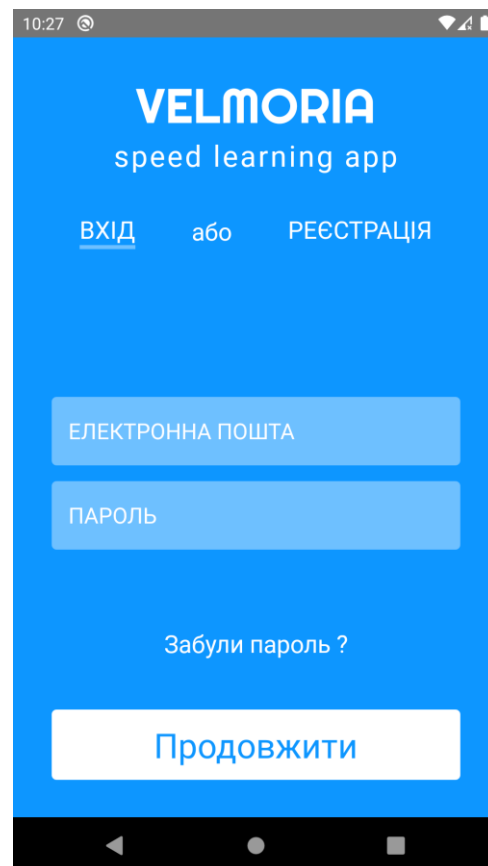 10:27
VELMORIA
speed learning app
ВХІД або РЕЄСТРАЦІЯ
ЕЛЕКТРОННА ПОШТА
ПАРОЛЬ
Забули пароль ?
Продовжити